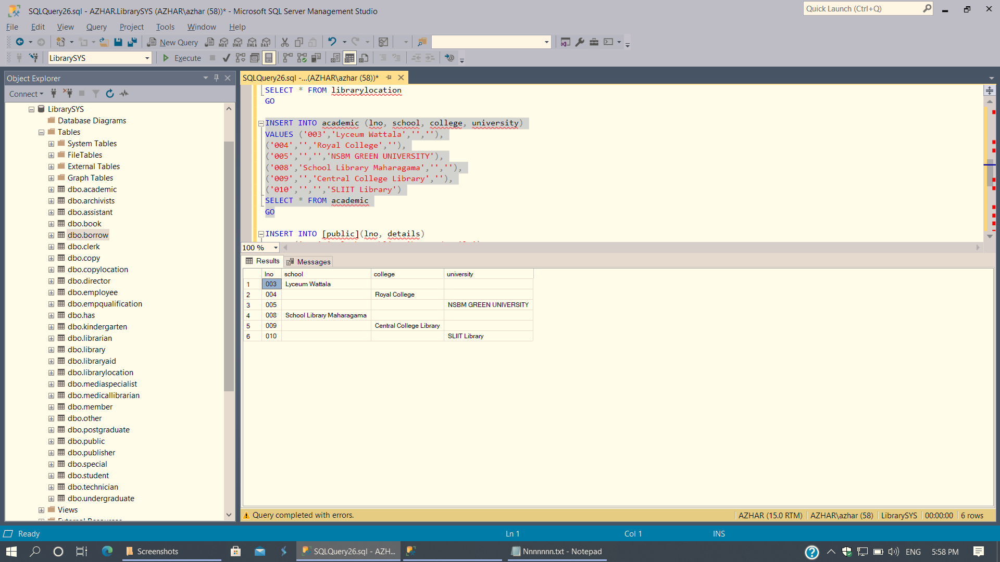 SQLQuery26.sql - AZHAR.LibrarySYS (AZHAR\azhar (58))* - Microsoft SQL Server Management Studio
Quick Launch (Ctrl+Q)
File Edit View Query Project Tools Window Help
New Query
MDX DMX XMLA DAX
LibrarySYS
Execute
Object Explorer
Connect
LibrarySYS
Database Diagrams
Tables
System Tables
FileTables
External Tables
Graph Tables
dbo.academic
dbo.archivists
dbo.assistant
dbo.book
dbo.borrow
dbo.clerk
dbo.copy
dbo.copylocation
dbo.director
dbo.employee
dbo.empqualification
dbo.has
dbo.kindergarten
dbo.librarian
dbo.library
dbo.libraryaid
dbo.librarylocation
dbo.mediaspecialist
dbo.medicallibrarian
dbo.member
dbo.other
dbo.postgraduate
dbo.public
dbo.publisher
dbo.special
dbo.student
dbo.technician
dbo.undergraduate
Views
SQLQuery26.sql -...(AZHAR\azhar (58))*
SELECT * FROM librarylocation
GO
INSERT INTO academic (lno, school, college, university)
VALUES ('003','Lyceum Wattala','',''),
('004','','Royal College',''),
('005','','','NSBM GREEN UNIVERSITY'),
('008','School Library Maharagama','',''),
('009','','Central College Library',''),
('010','','','SLIIT Library')
SELECT * FROM academic
GO
INSERT INTO [public](lno, details)
100 %
Results Messages
lno school college university
1 003 Lyceum Wattala
2 004 Royal College
3 005 NSBM GREEN UNIVERSITY
4 008 School Library Maharagama
5 009 Central College Library
6 010 SLIIT Library
Query completed with errors.
AZHAR (15.0 RTM) AZHAR\azhar (58) LibrarySYS 00:00:00 6 rows
Ready Ln 1 Col 1 INS
Screenshots
SQLQuery26.sql - AZH...
Nnnnnnn.txt - Notepad
ENG 5:58 PM